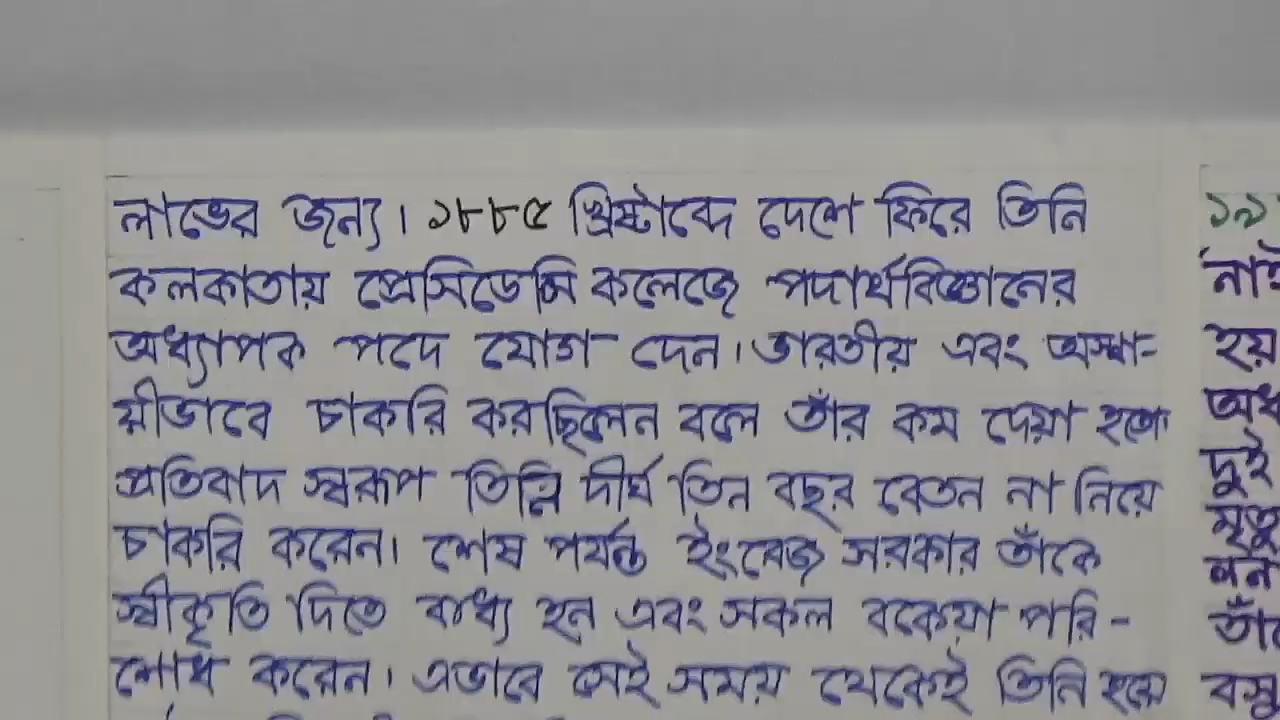 লাভের জন্য। ১৮৮৫ খ্রিষ্টাব্দে দেশে ফিরে তিনি
কলকাতায় প্রেসিডেন্সি কলেজে পদার্থবিজ্ঞানের
অধ্যাপক পদে যোগ দেন। ভারতীয় এবং অস্থা-
য়ীভাবে চাকরি করছিলেন বলে তাঁর কম দেয়া হতো
প্রতিবাদ স্বরূপ তিনি দীর্ঘ তিন বছর বেতন না নিয়ে
চাকরি করেন। শেষ পর্যন্ত ইংরেজ সরকার তাঁকে
স্বীকৃতি দিতে বাধ্য হন এবং সকল বকেয়া পরি-
শোধ করেন। এভাবে সেই সময় থেকেই তিনি
হয়
দুই